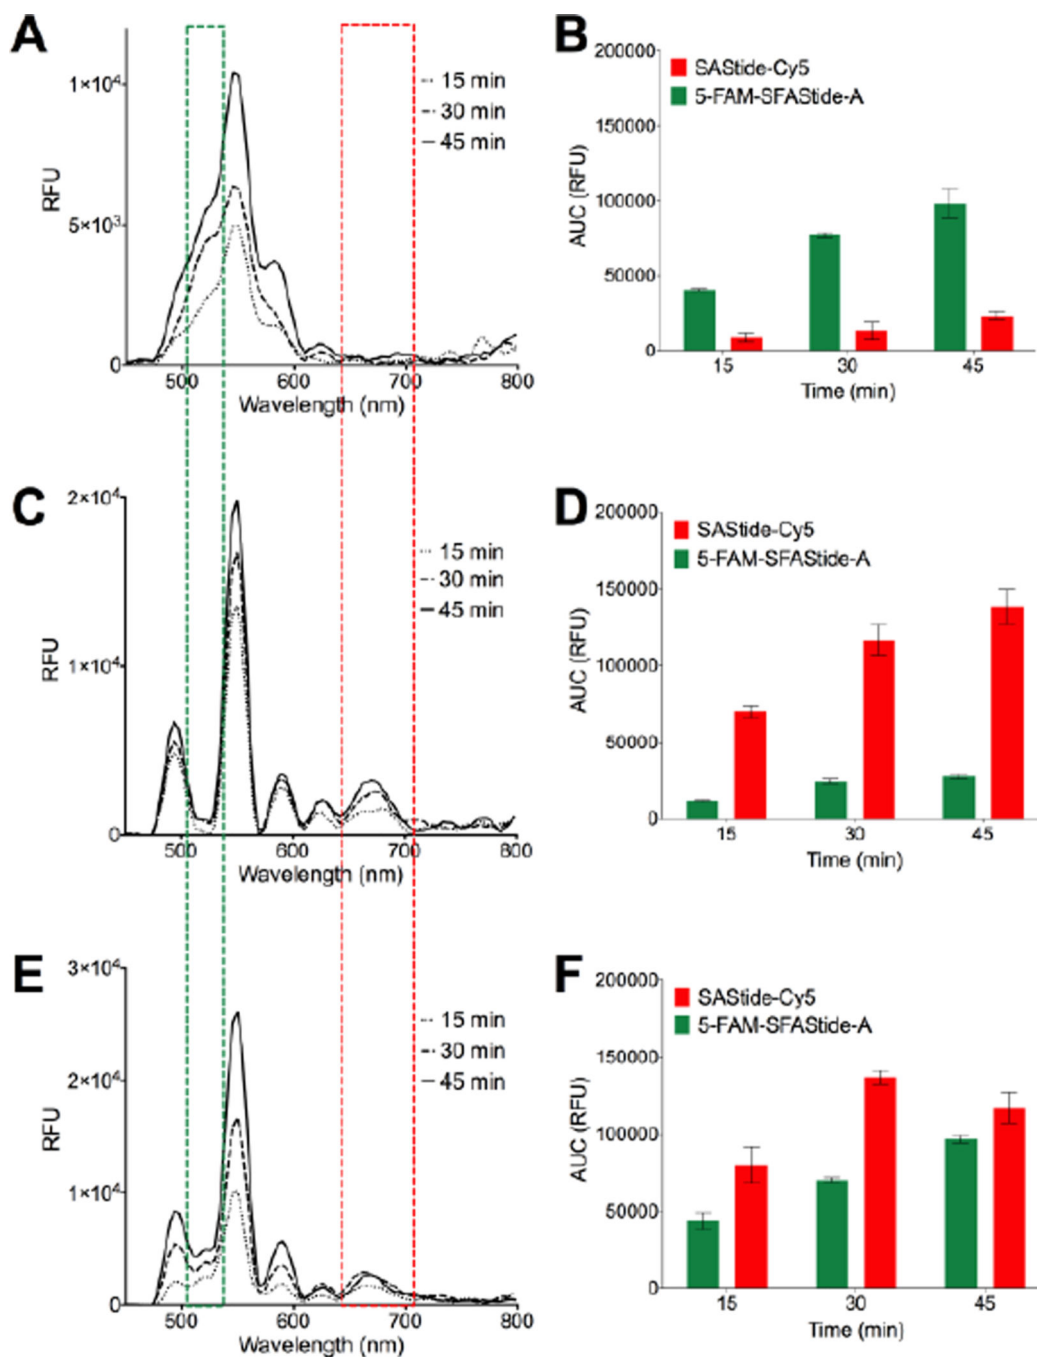 A
1×10⁴
5×10³
0
RFU
15 min
30 min
45 min
500
600
700
800
Wavelength (nm)
B
200000
150000
100000
50000
0
AUC (RFU)
SAStide-Cy5
5-FAM-SFAStide-A
15
30
45
Time (min)
C
2×10⁴
1×10⁴
0
RFU
15 min
30 min
45 min
500
600
700
800
Wavelength (nm)
D
200000
150000
100000
50000
0
AUC (RFU)
SAStide-Cy5
5-FAM-SFAStide-A
15
30
45
Time (min)
E
3×10⁴
2×10⁴
1×10⁴
0
RFU
15 min
30 min
45 min
500
600
700
800
Wavelength (nm)
F
200000
150000
100000
50000
0
AUC (RFU)
SAStide-Cy5
5-FAM-SFAStide-A
15
30
45
Time (min)